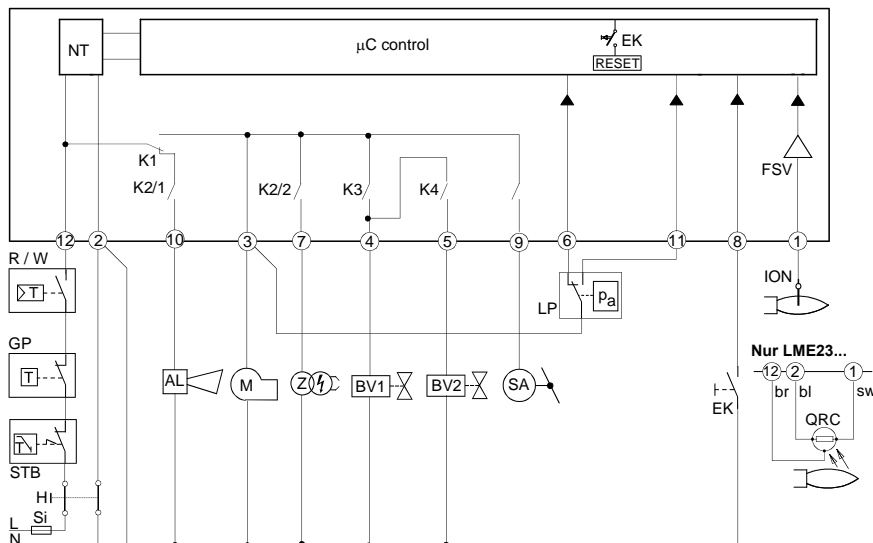 NT
µC control
EK
RESET
K1
FSV
K2/1
K2/2
K3
K4
12
2
10
3
7
4
5
9
6
11
8
1
R / W
T
LP
pa
ION
GP
T
AL
M
Z
BV1
BV2
SA
EK
Nur LME23...
12
2
1
br
bl
sw
QRC
T
STB
H
L
Si
N